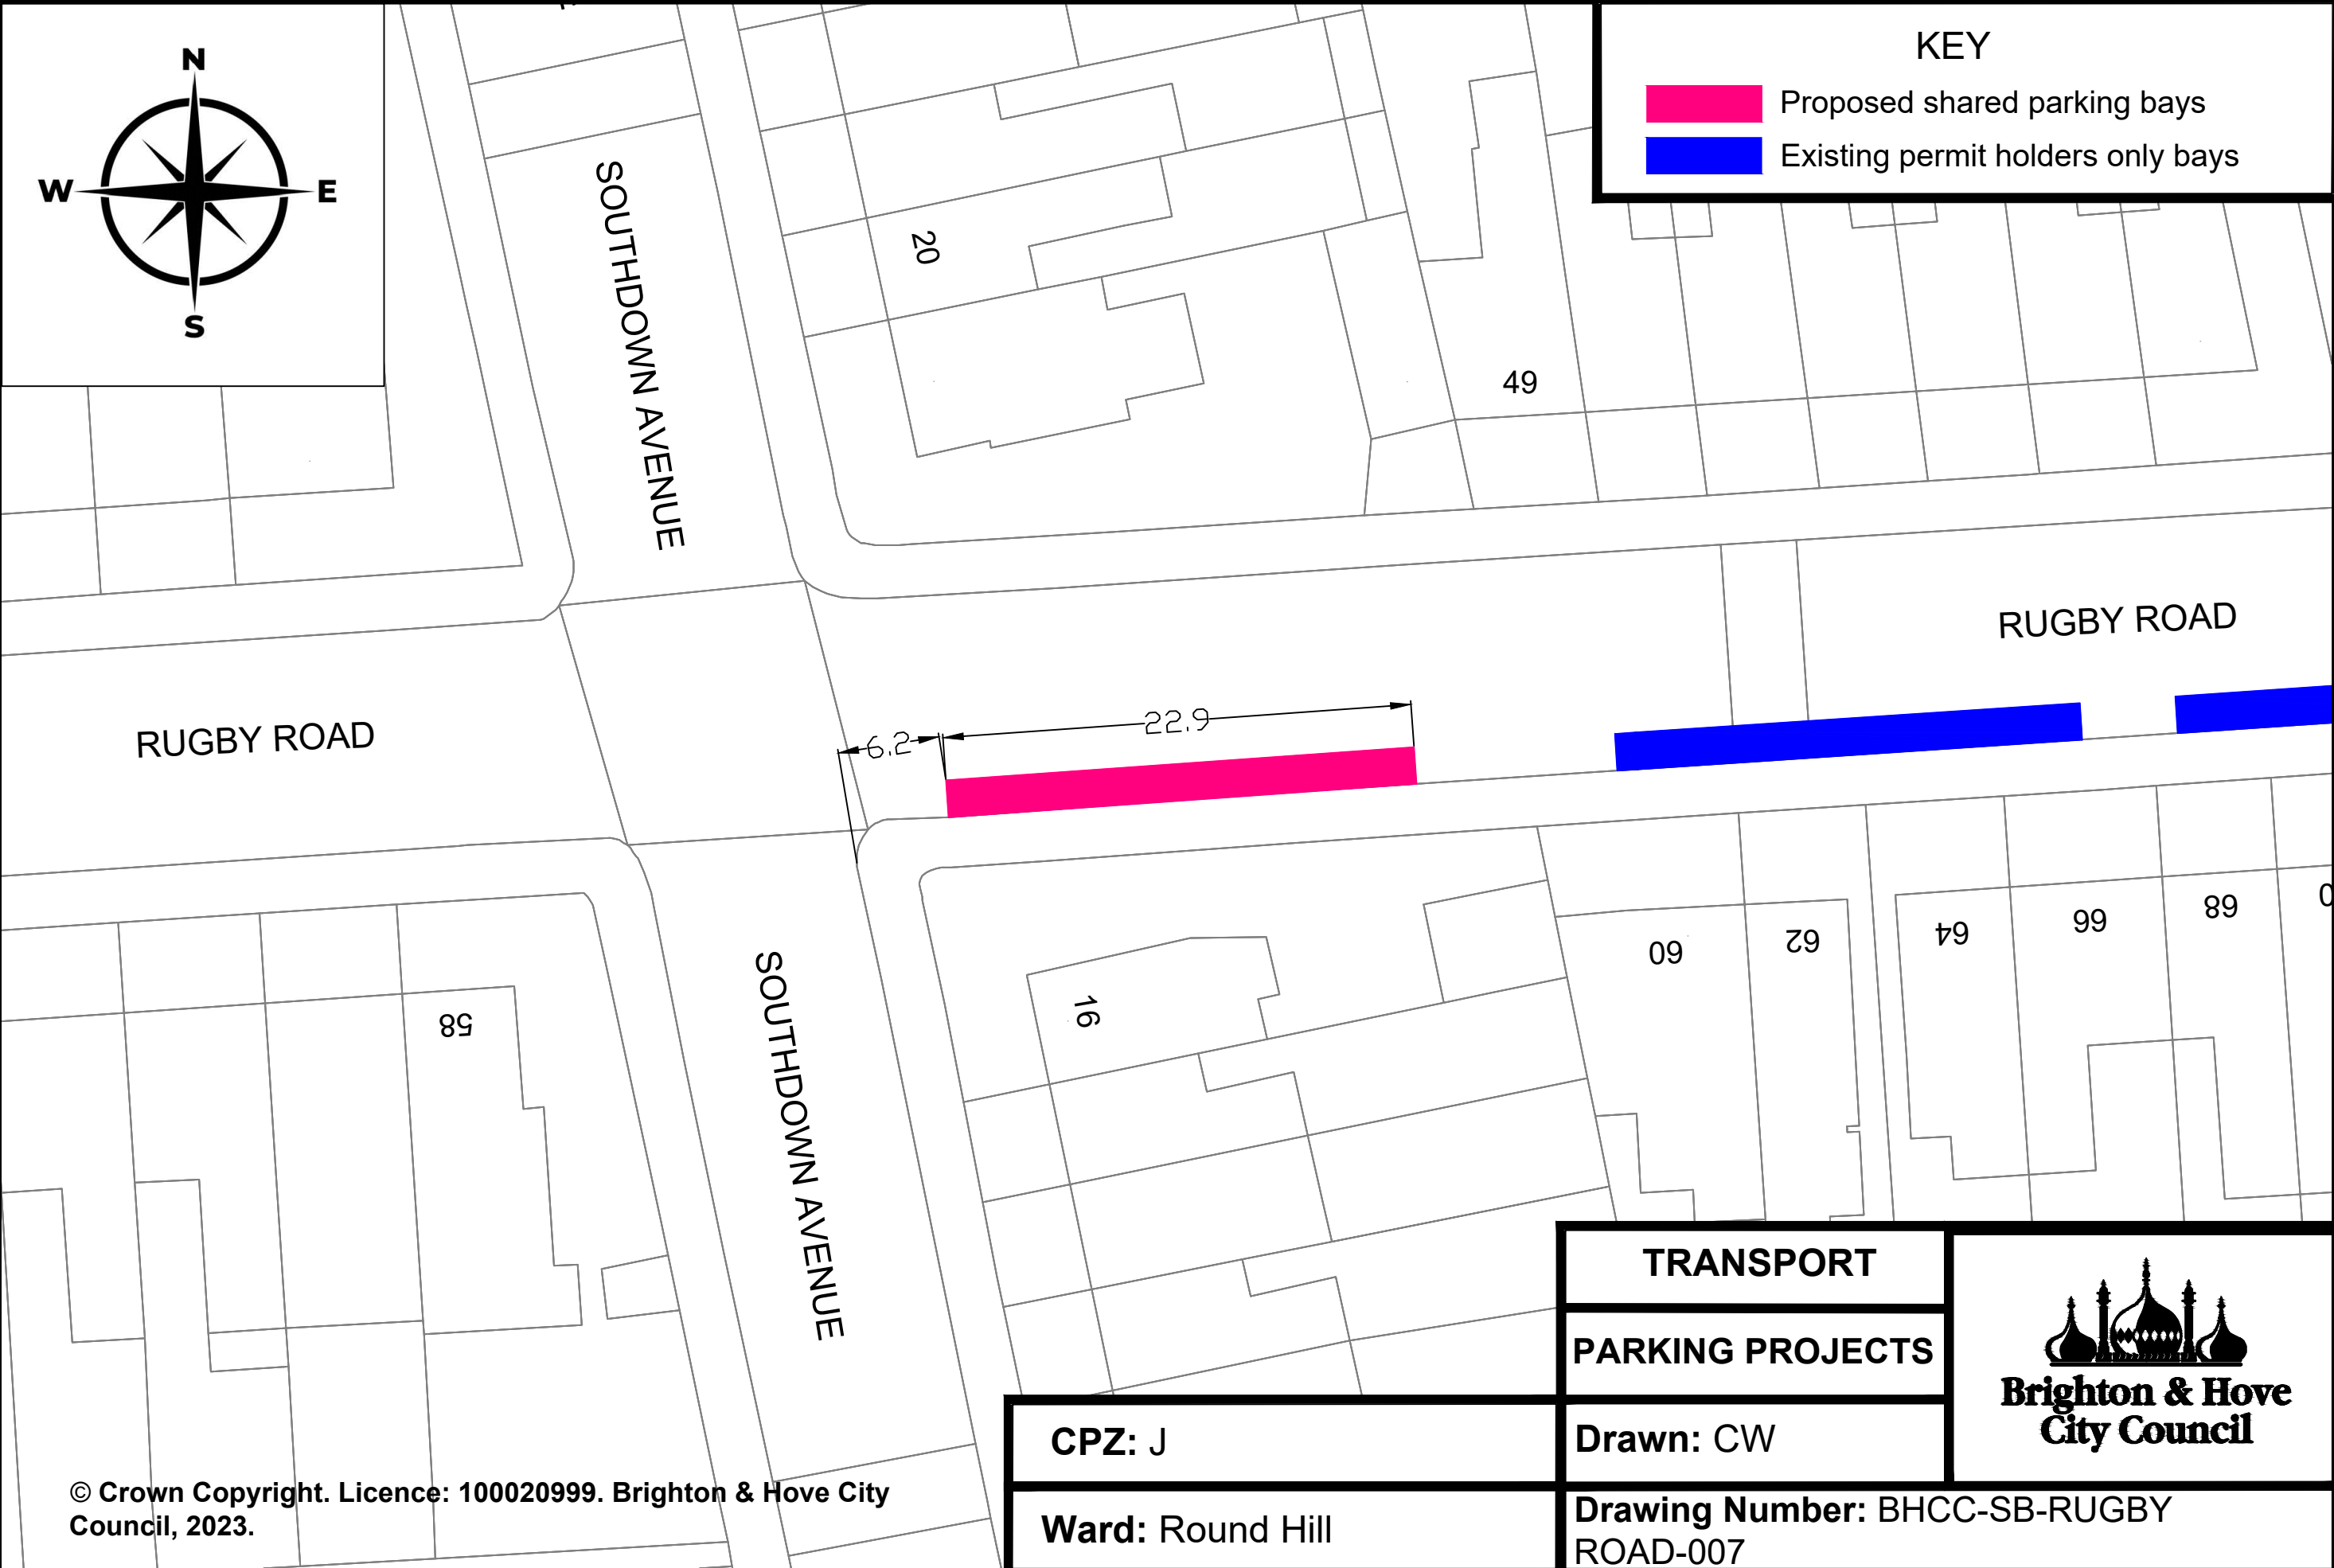 N
W
E
S
KEY
Proposed shared parking bays
Existing permit holders only bays
SOUTHDOWN AVENUE
20
49
RUGBY ROAD
RUGBY ROAD
6.2
22.9
58
SOUTHDOWN AVENUE
16
60
62
64
66
68
TRANSPORT
PARKING PROJECTS
Brighton & Hove
City Council
CPZ: J
Drawn: CW
Ward: Round Hill
Drawing Number: BHCC-SB-RUGBY
ROAD-007
© Crown Copyright. Licence: 100020999. Brighton & Hove City
Council, 2023.